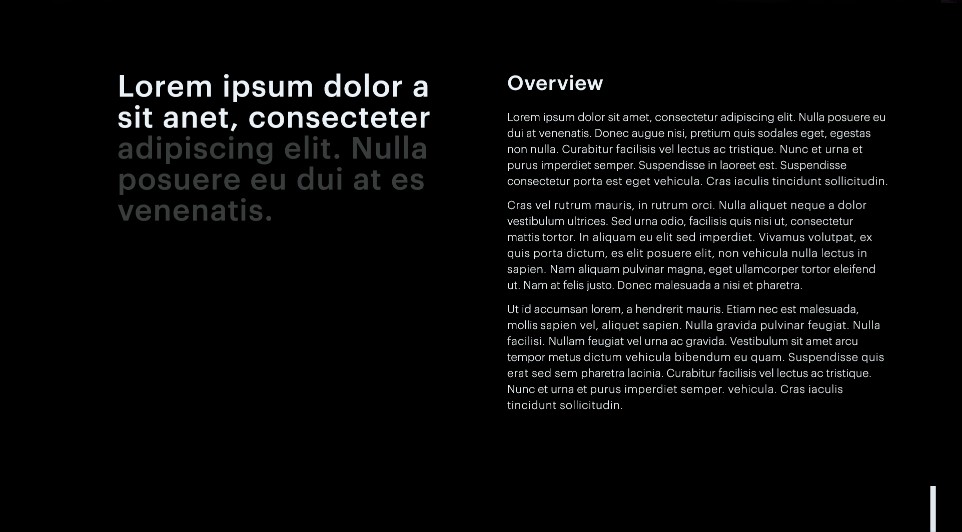 Lorem ipsum dolor a
sit anet, consecteter
adipiscing elit. Nulla
posuere eu dui at es
venenatis.
Overview
Lorem ipsum dolor sit amet, consectetur adipiscing elit. Nulla posuere eu
dui at venenatis. Donec augue nisi, pretium quis sodales eget, egestas
non nulla. Curabitur facilisis vel lectus ac tristique. Nunc et urna et
purus imperdiet semper. Suspendisse in laoreet est. Suspendisse
consectetur porta est eget vehicula. Cras iaculis tincidunt sollicitudin.
Cras vel rutrum mauris, in rutrum orci. Nulla aliquet neque a dolor
vestibulum ultrices. Sed urna odio, facilisis quis nisi ut, consectetur
mattis tortor. In aliquam eu elit sed imperdiet. Vivamus volutpat, ex
quis porta dictum, es elit posuere elit, non vehicula nulla lectus in
sapien. Nam aliquam pulvinar magna, eget ullamcorper tortor eleifend
ut. Nam at felis justo. Donec malesuada a nisi et pharetra.
Ut id accumsan lorem, a hendrerit mauris. Etiam nec est malesuada,
mollis sapien vel, aliquet sapien. Nulla gravida pulvinar feugiat. Nulla
facilisi. Nullam feugiat vel urna ac gravida. Vestibulum sit amet arcu
tempor metus dictum vehicula bibendum eu quam. Suspendisse quis
erat sed sem pharetra lacinia. Curabitur facilisis vel lectus ac tristique.
Nunc et urna et purus imperdiet semper. vehicula. Cras iaculis
tincidunt sollicitudin.